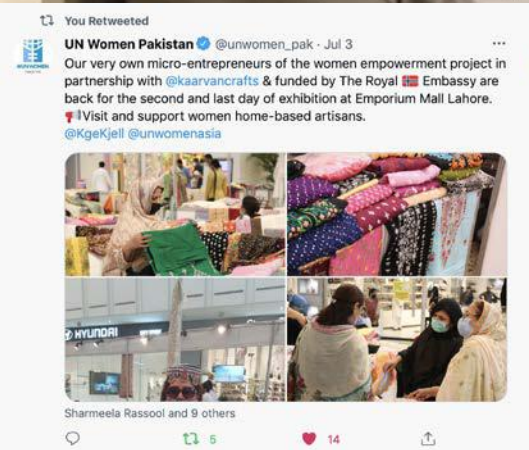 You Retweeted
UN Women Pakistan @unwomen_pak · Jul 3
Our very own micro-entrepreneurs of the women empowerment project in
partnership with @kaarvancrafts & funded by The Royal 🇳🇴 Embassy are
back for the second and last day of exhibition at Emporium Mall Lahore.
📢Visit and support women home-based artisans.
@KgeKjell @unwomenasia
HYUNDAI
Sharmeela Rassool and 9 others
5 14